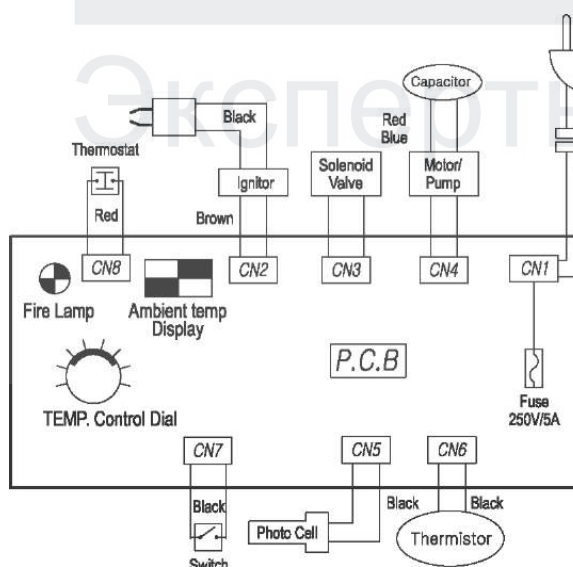 Эксперты
Capacitor
Black
Red
Blue
Thermostat
Solenoid
Valve
Motor/
Pump
Ignitor
Red
Brown
CN8
CN2
CN3
CN4
CN1
Fire Lamp
Ambient temp
Display
P.C.B
TEMP. Control Dial
Fuse
250V/5A
CN7
CN5
CN6
Black
Black
Black
Photo Cell
Thermistor
Switch